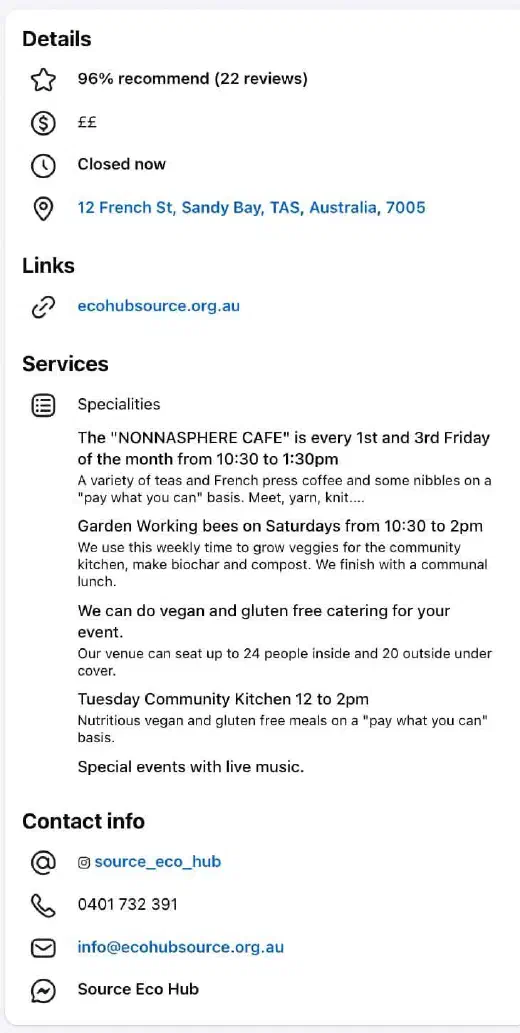 Details
96% recommend (22 reviews)
££
Closed now
12 French St, Sandy Bay, TAS, Australia, 7005
Links
ecohubsource.org.au
Services
Specialities
The "NONNASPHERE CAFE" is every 1st and 3rd Friday
of the month from 10:30 to 1:30pm
A variety of teas and French press coffee and some nibbles on a
"pay what you can" basis. Meet, yarn, knit....
Garden Working bees on Saturdays from 10:30 to 2pm
We use this weekly time to grow veggies for the community
kitchen, make biochar and compost. We finish with a communal
lunch.
We can do vegan and gluten free catering for your
event.
Our venue can seat up to 24 people inside and 20 outside under
cover.
Tuesday Community Kitchen 12 to 2pm
Nutritious vegan and gluten free meals on a "pay what you can"
basis.
Special events with live music.
Contact info
source_eco_hub
0401 732 391
info@ecohubsource.org.au
Source Eco Hub